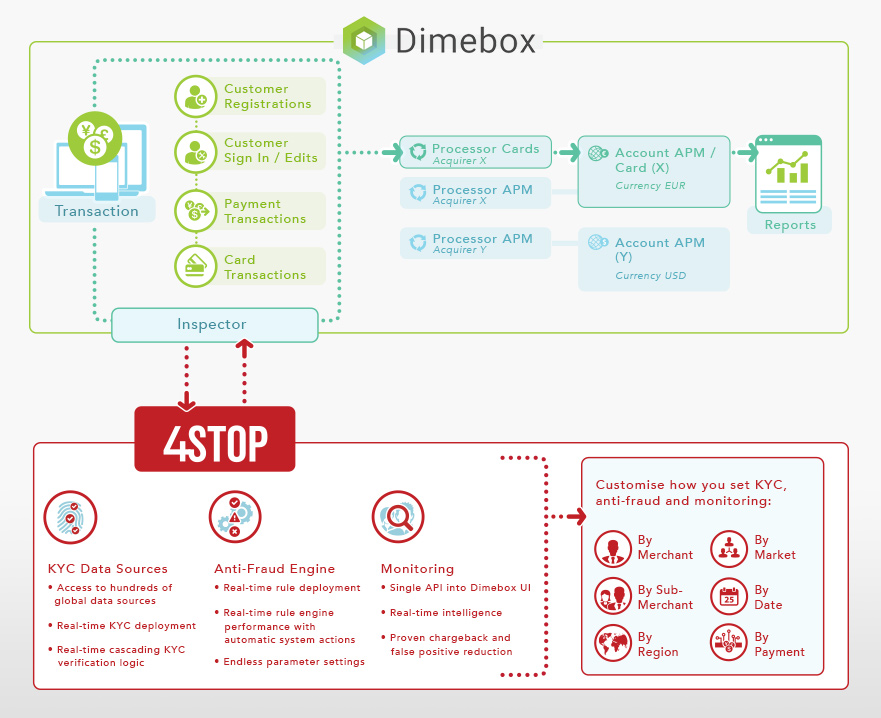 Dimebox
Customer
Registrations
Customer
Sign In / Edits
Payment
Transactions
Card
Transactions
¥
£
$
Transaction
Inspector
Processor Cards
Acquirer X
Processor APM
Acquirer X
Processor APM
Acquirer Y
Account APM /
Card (X)
Currency EUR
Account APM
(Y)
Currency USD
Reports
4STOP
KYC Data Sources
• Access to hundreds of
global data sources
• Real-time KYC deployment
• Real-time cascading KYC
verification logic
Anti-Fraud Engine
• Real-time rule deployment
• Real-time rule engine
performance with
automatic system actions
• Endless parameter settings
Monitoring
• Single API into Dimebox UI
• Real-time intelligence
• Proven chargeback and
false positive reduction
Customise how you set KYC,
anti-fraud and monitoring:
By
Merchant
By
Market
By Sub-
Merchant
25
By
Date
By
Region
By
Payment